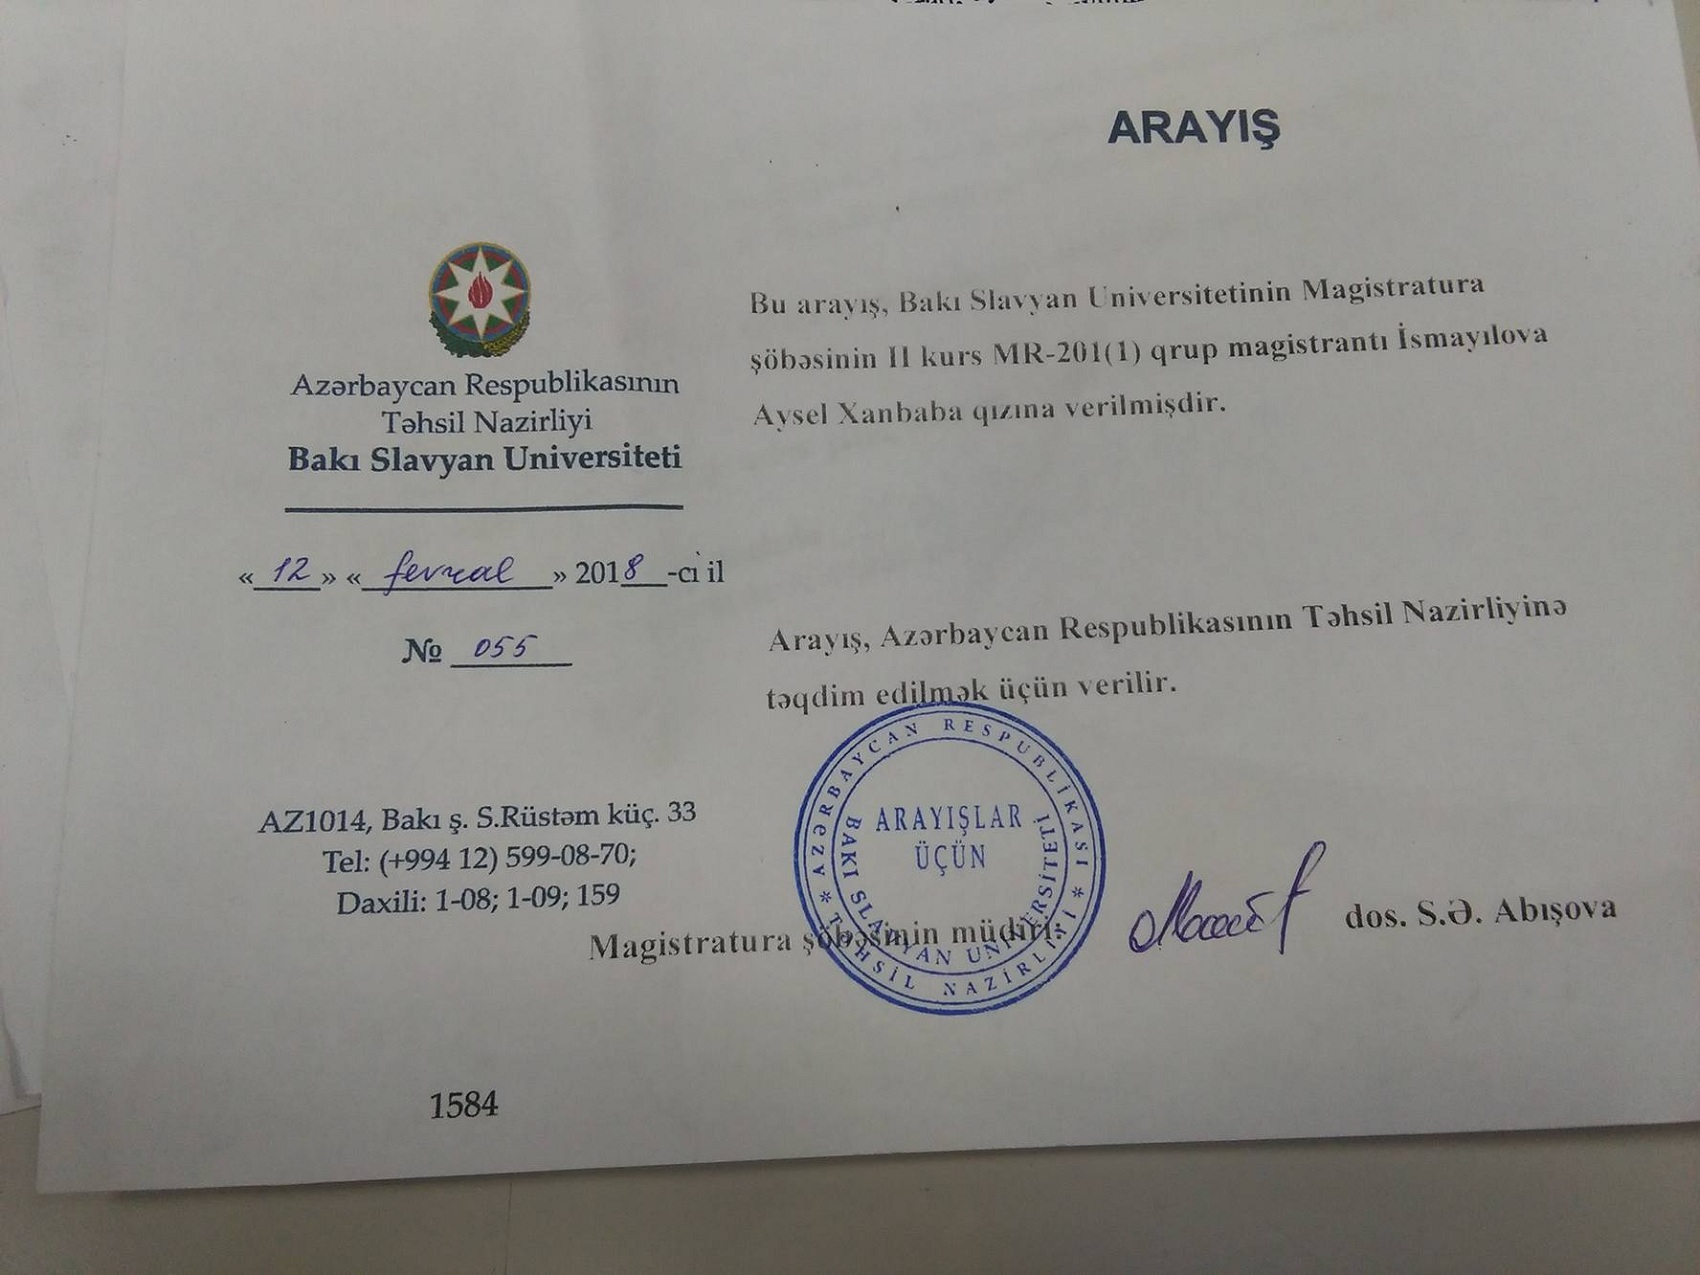 ARAYIŞ
Azərbaycan Respublikasının
Təhsil Nazirliyi
Bakı Slavyan Universiteti
«12» «fevral» 2018-ci il
№ 055
AZ1014, Bakı ş. S.Rüstəm küç. 33
Tel: (+994 12) 599-08-70;
Daxili: 1-08; 1-09; 159
Bu arayış, Bakı Slavyan Universitetinin Magistratura
şöbəsinin II kurs MR-201(1) qrup magistrantı İsmayılova
Aysel Xanbaba qızına verilmişdir.
Arayış, Azərbaycan Respublikasının Təhsil Nazirliyinə
təqdim edilmək üçün verilir.
AZƏRBAYCAN RESPUBLİKASI * TƏHSİL NAZİRLİYİ *
BAKI SLAVYAN UNİVERSİTETİ
ARAYIŞLAR
ÜÇÜN
Magistratura şöbəsinin müdiri: dos. S.Ə. Abışova
1584